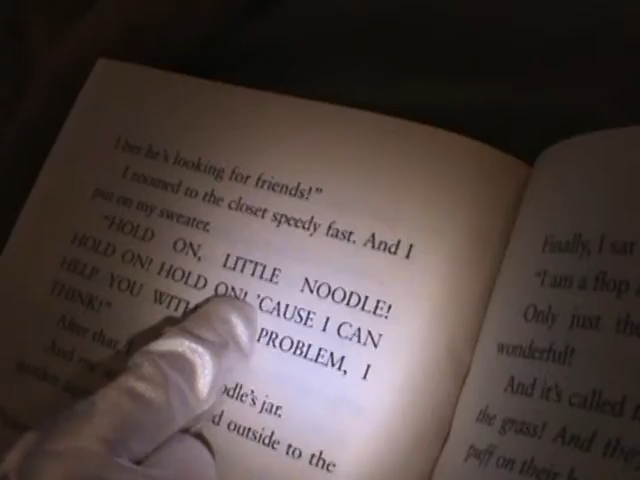 I bet he's looking for friends!"
I zoomed to the closet speedy fast. And I
put on my sweater.
"HOLD ON, LITTLE NOODLE!
HOLD ON! HOLD ON! 'CAUSE I CAN
HELP YOU WITH PROBLEM, I
THINK!"
After that,
And
odle's jar.
d outside to the
Finally, I sat
"I am a flop
Only just
wonderful!
And it's called
the grass! And
puff on their